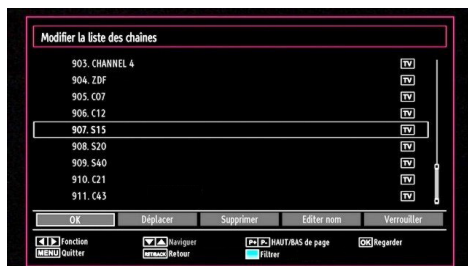 Modifier la liste des chaînes
903. CHANNEL 4 TV
904. ZDF TV
905. C07 TV
906. C12 TV
907. S15 TV
908. S20 TV
909. S40 TV
910. C21 TV
911. C43 TV
OK Déplacer Supprimer Editer nom Verrouiller
Fonction Naviguer P+ P- HAUT/BAS de page OK Regarder
MENU Quitter RET/BACK Retour Filtrer